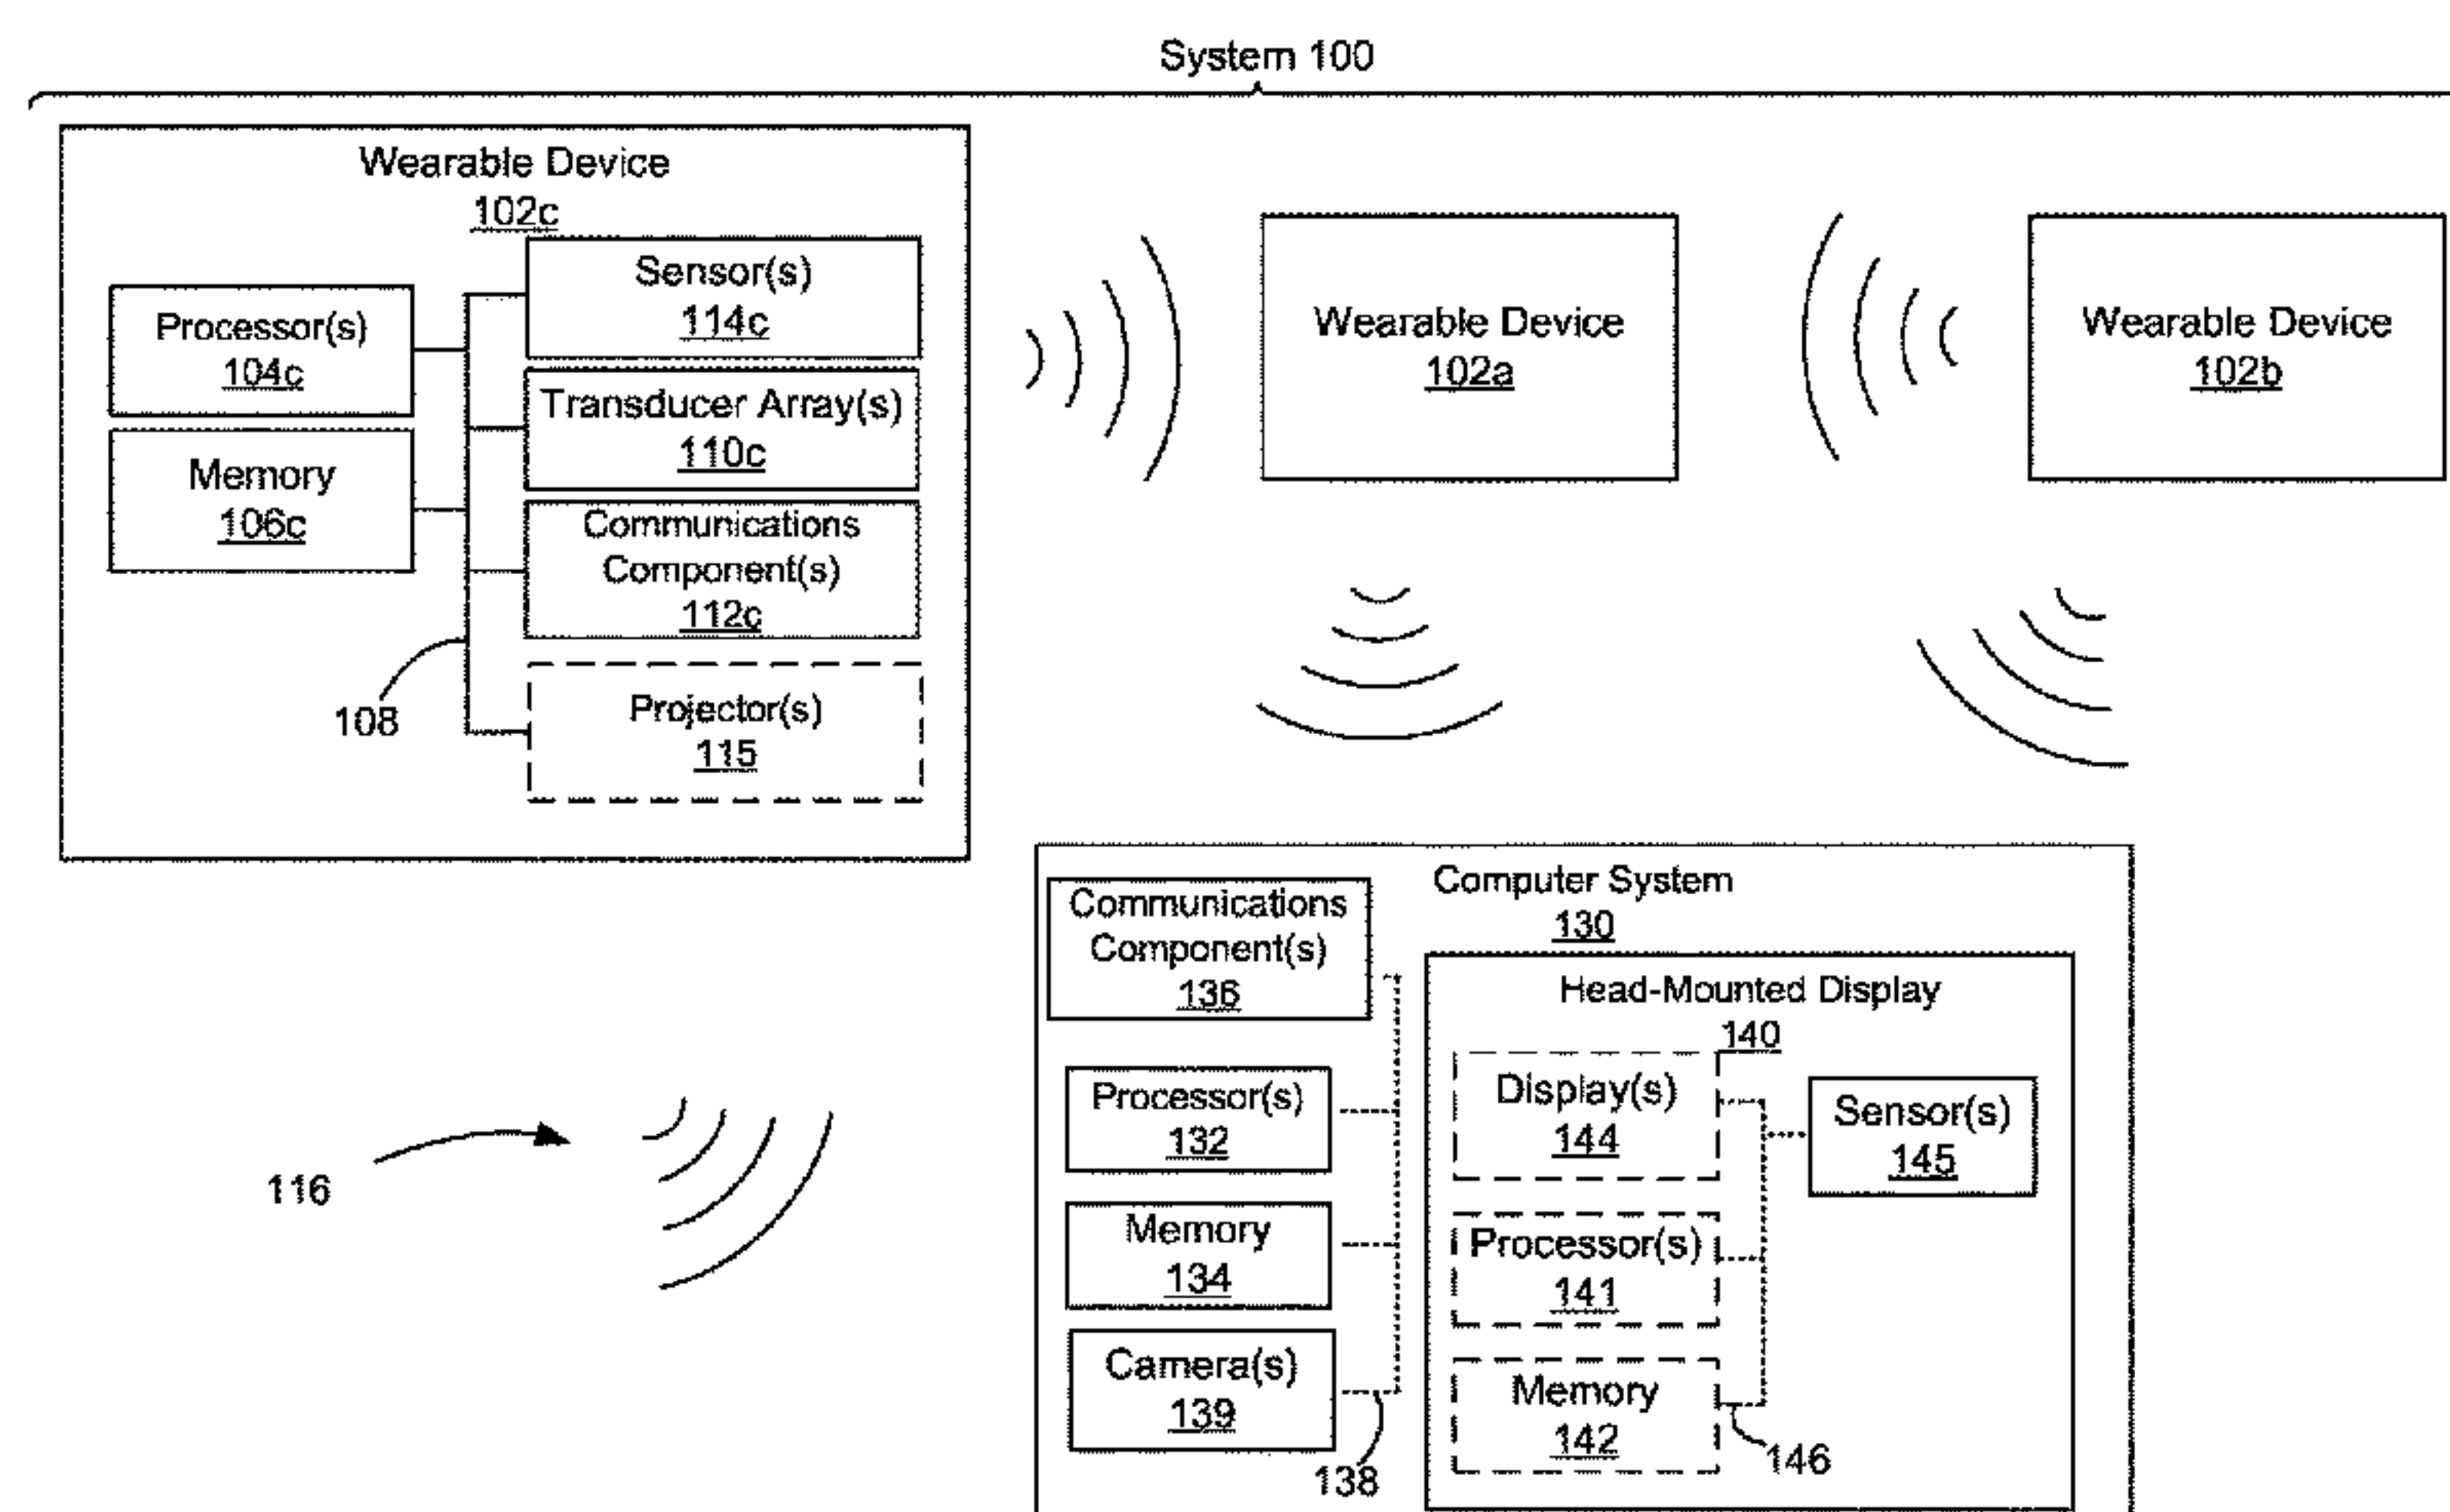 System 100
Wearable Device
102c
Sensor(s)
114c
Processor(s)
104c
Transducer Array(s)
110c
Memory
106c
Communications
Component(s)
112c
Projector(s)
115
108
Wearable Device
102a
Wearable Device
102b
116
Computer System
130
Communications
Component(s)
136
Processor(s)
132
Memory
134
Camera(s)
139
138
Head-Mounted Display
140
Display(s)
144
Sensor(s)
145
Processor(s)
141
Memory
142
146